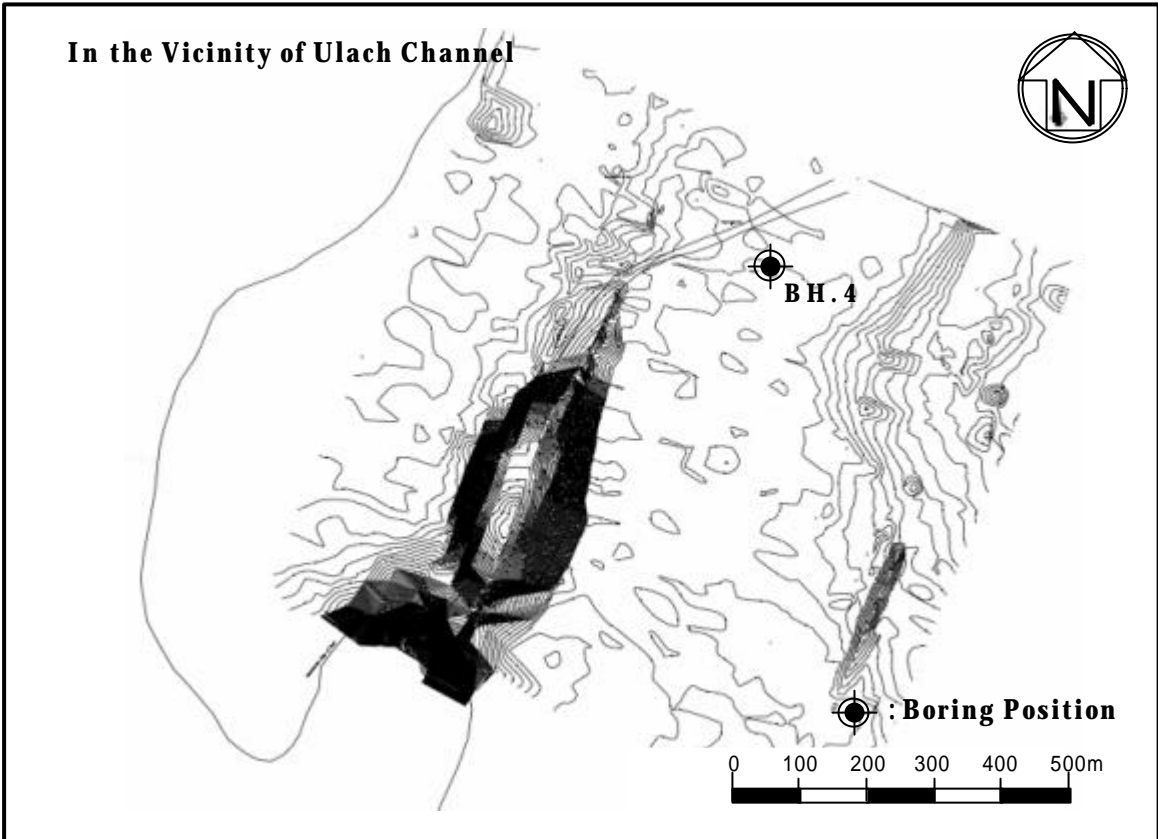 In the Vicinity of Ulach Channel
N
BH.4
: Boring Position
0 100 200 300 400 500m